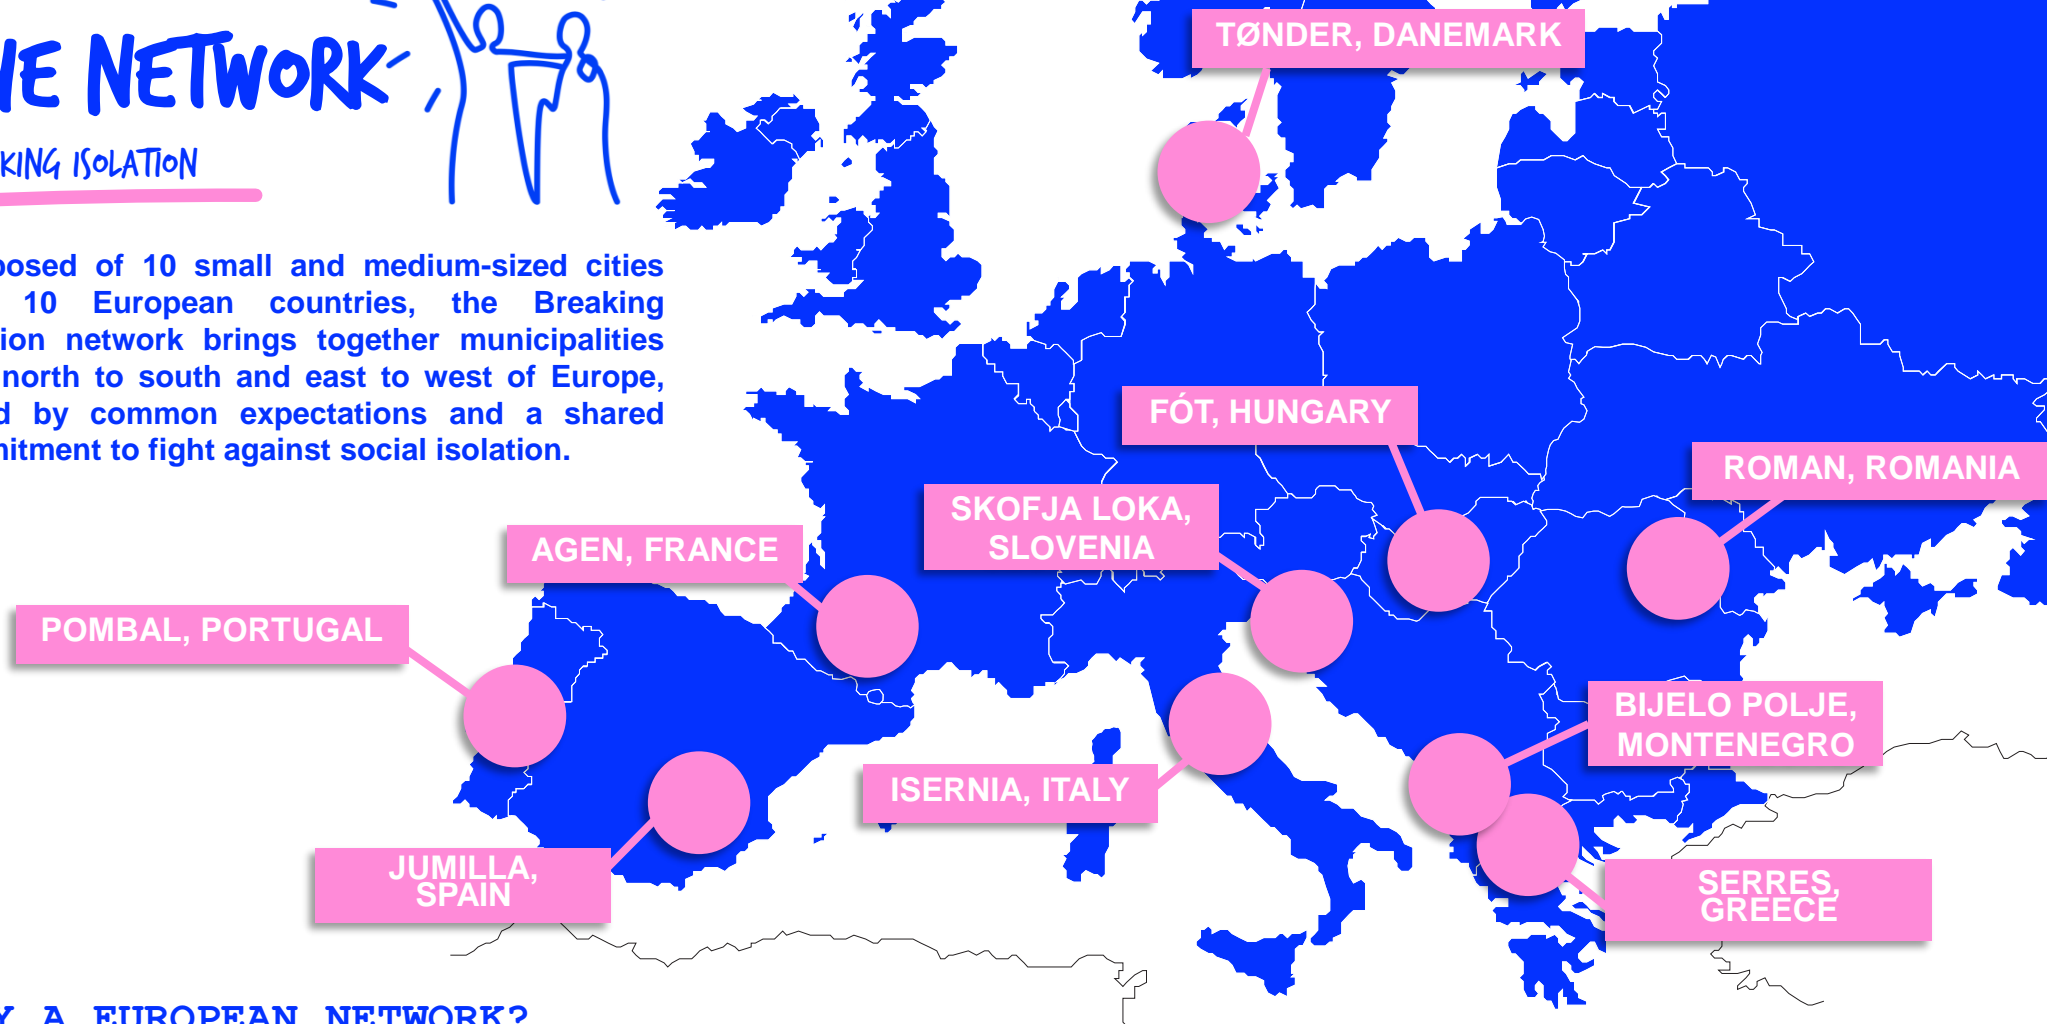 HE NETWORK
KING ISOLATION
posed of 10 small and medium-sized cities
10 European countries, the Breaking
tion network brings together municipalities
north to south and east to west of Europe,
d by common expectations and a shared
mitment to fight against social isolation.
TØNDER, DANEMARK
FÓT, HUNGARY
ROMAN, ROMANIA
SKOFJA LOKA,
SLOVENIA
AGEN, FRANCE
POMBAL, PORTUGAL
BIJELO POLJE,
MONTENEGRO
ISERNIA, ITALY
JUMILLA,
SPAIN
SERRES,
GREECE
Y A EUROPEAN NETWORK?